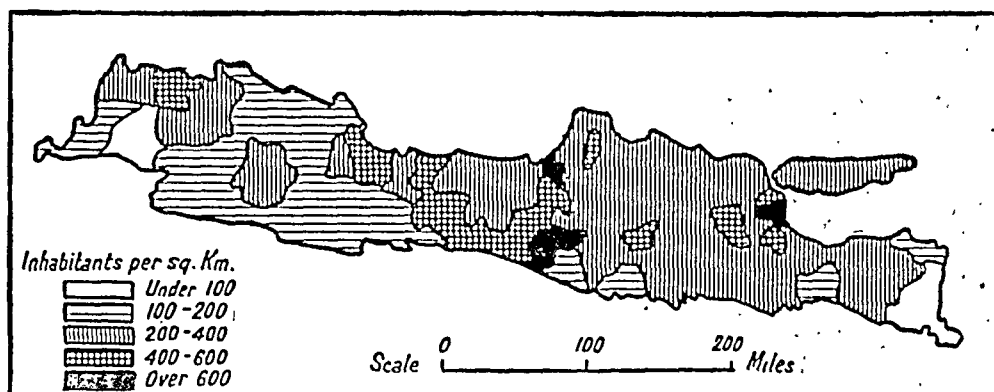 Inhabitants per sq. Km.
Under 100
100-200
200-400
400-600
Over 600
Scale 0 100 200 Miles.